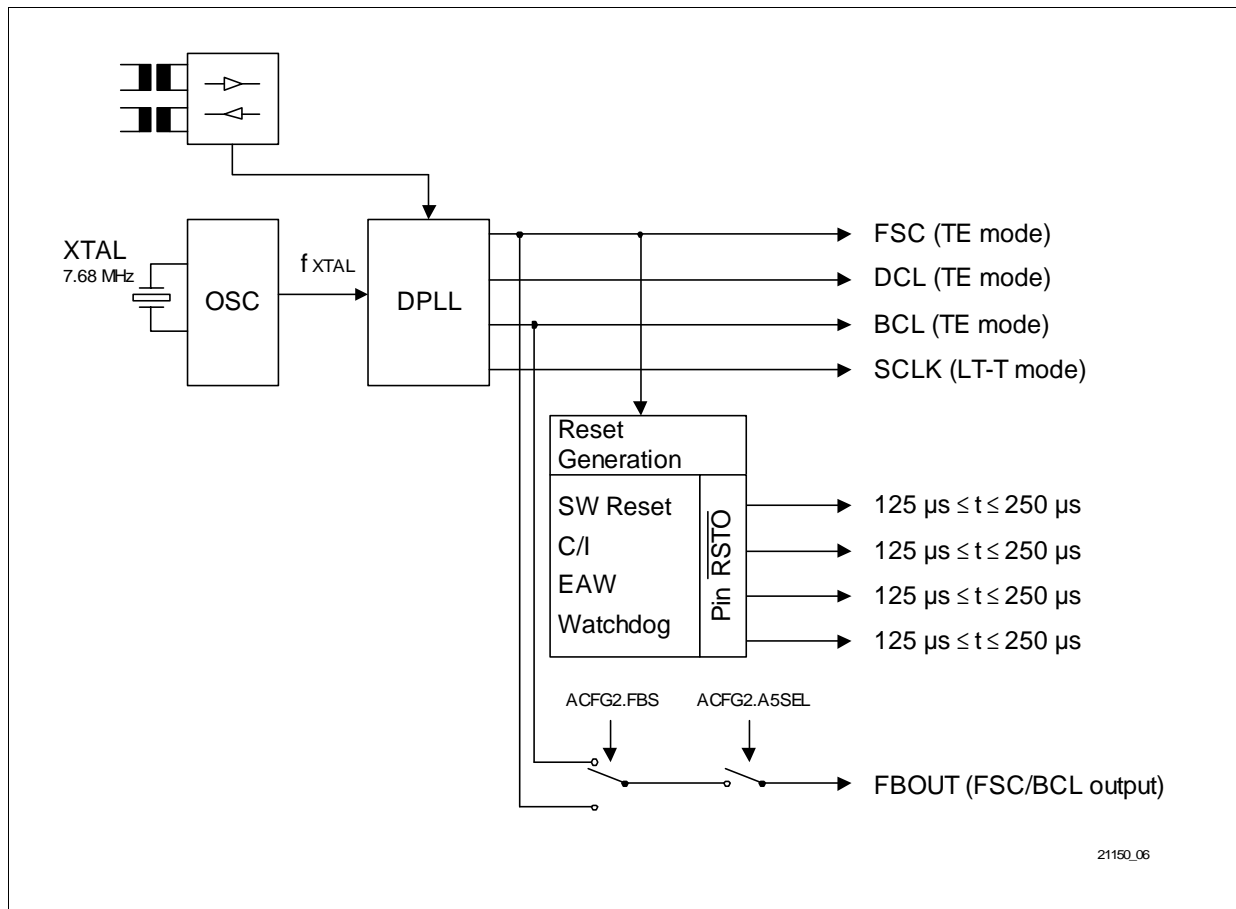 XTAL
7.68 MHz
OSC
f XTAL
DPLL
FSC (TE mode)
DCL (TE mode)
BCL (TE mode)
SCLK (LT-T mode)
Reset
Generation
SW Reset
C/I
EAW
Watchdog
Pin RSTO
125 µs ≤ t ≤ 250 µs
125 µs ≤ t ≤ 250 µs
125 µs ≤ t ≤ 250 µs
125 µs ≤ t ≤ 250 µs
ACFG2.FBS
ACFG2.A5SEL
FBOUT (FSC/BCL output)
21150_06